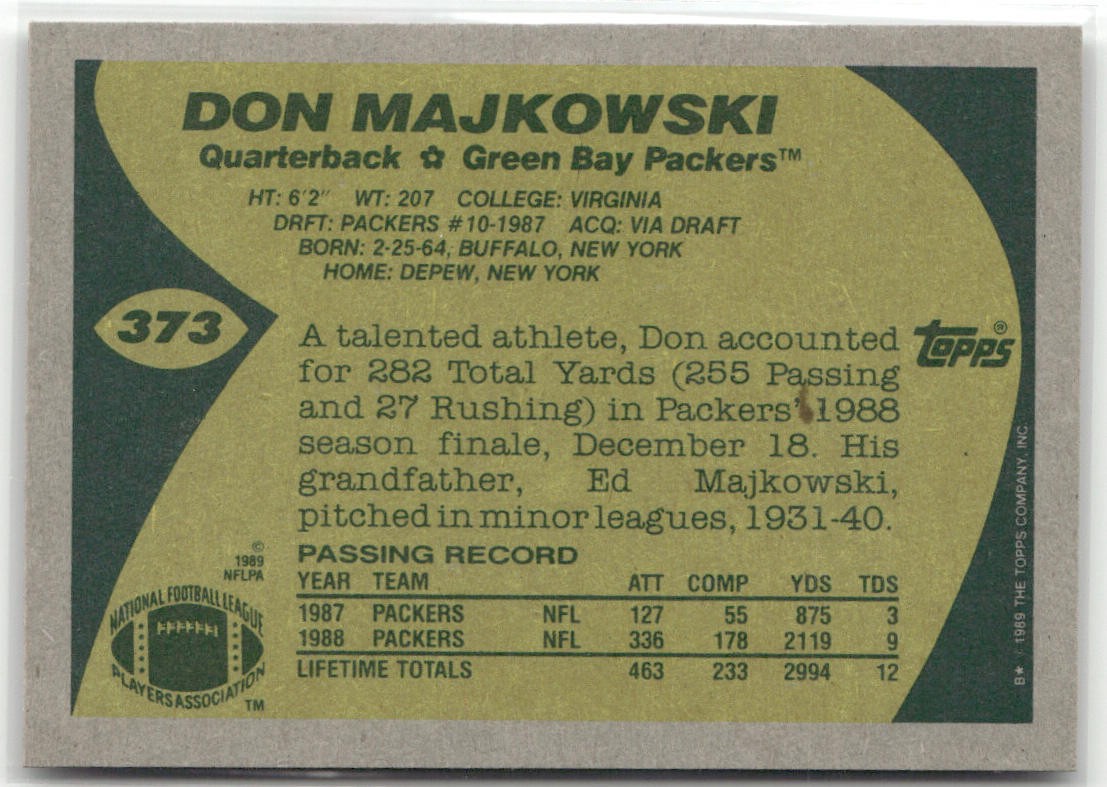 DON MAJKOWSKI
Quarterback ✿ Green Bay Packers™
HT: 6'2" WT: 207 COLLEGE: VIRGINIA
DRFT: PACKERS #10-1987 ACQ: VIA DRAFT
BORN: 2-25-64, BUFFALO, NEW YORK
HOME: DEPEW, NEW YORK
373
A talented athlete, Don accounted
for 282 Total Yards (255 Passing
and 27 Rushing) in Packers' 1988
season finale, December 18. His
grandfather, Ed Majkowski,
pitched in minor leagues, 1931-40.
TOPPS®
PASSING RECORD
YEAR TEAM ATT COMP YDS TDS
1987 PACKERS NFL 127 55 875 3
1988 PACKERS NFL 336 178 2119 9
LIFETIME TOTALS 463 233 2994 12
©
1989
NFLPA
NATIONAL FOOTBALL LEAGUE
PLAYERS ASSOCIATION
TM
B* / 1989 THE TOPPS COMPANY, INC.